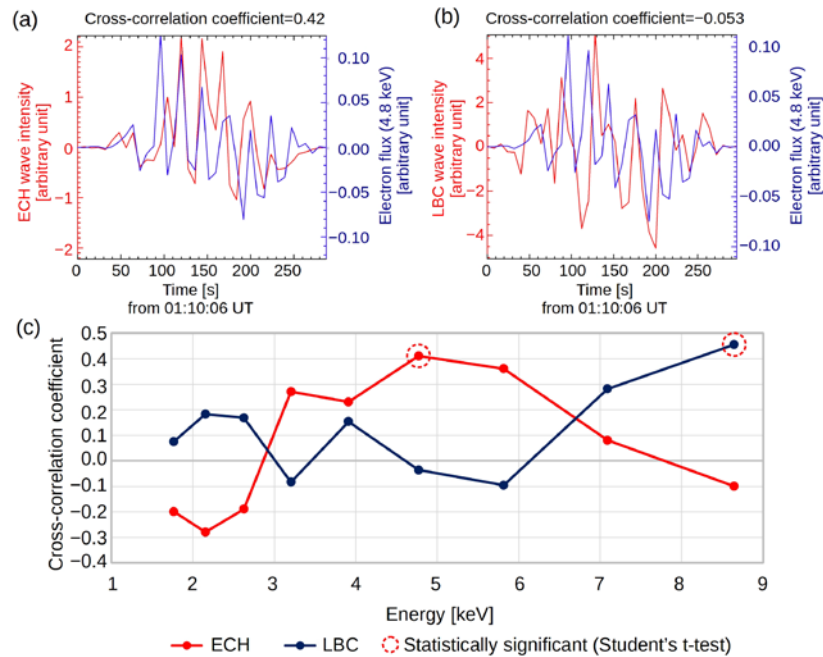 (a)
Cross-correlation coefficient=0.42
ECH wave intensity
[arbitrary unit]
2
1
0
−1
−2
0.10
0.05
0.00
−0.05
−0.10
Electron flux (4.8 keV)
[arbitrary unit]
0 50 100 150 200 250
Time [s]
from 01:10:06 UT
(b)
Cross-correlation coefficient=−0.053
LBC wave intensity
[arbitrary unit]
4
2
0
−2
−4
0.10
0.05
0.00
−0.05
−0.10
Electron flux (4.8 keV)
[arbitrary unit]
0 50 100 150 200 250
Time [s]
from 01:10:06 UT
(c)
Cross-correlation coefficient
0.5
0.4
0.3
0.2
0.1
0.0
−0.1
−0.2
−0.3
−0.4
1 2 3 4 5 6 7 8 9
Energy [keV]
ECH LBC Statistically significant (Student's t-test)